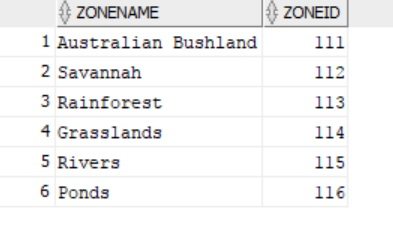 ZONENAME ZONEID
1 Australian Bushland 111
2 Savannah 112
3 Rainforest 113
4 Grasslands 114
5 Rivers 115
6 Ponds 116